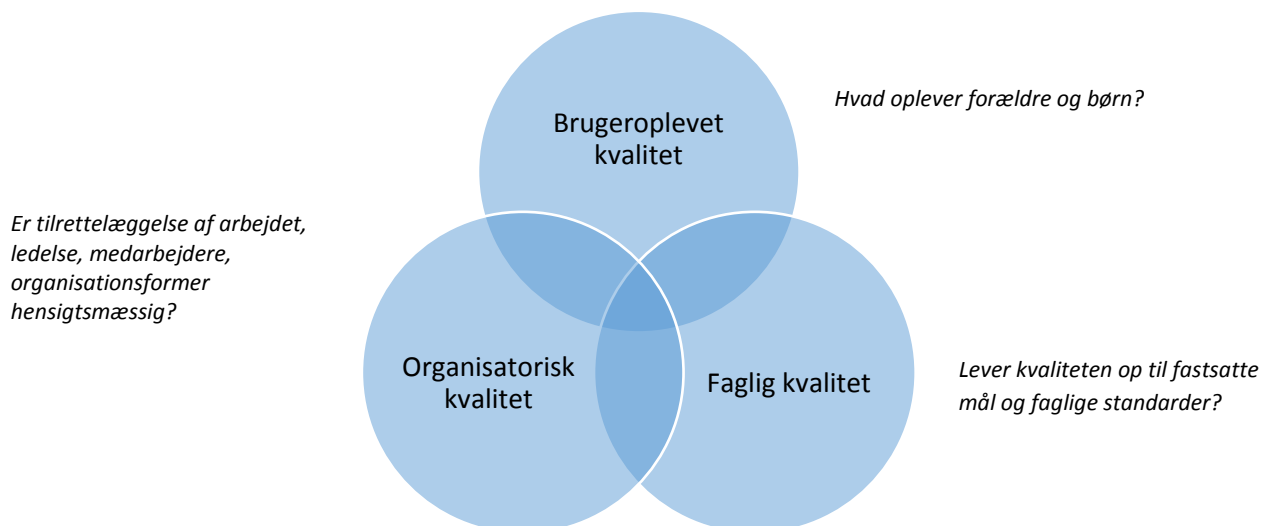 Brugeroplevet
kvalitet
Hvad oplever forældre og børn?
Er tilrettelæggelse af arbejdet,
ledelse, medarbejdere,
organisationsformer
hensigtsmæssig?
Organisatorisk
kvalitet
Faglig kvalitet
Lever kvaliteten op til fastsatte
mål og faglige standarder?